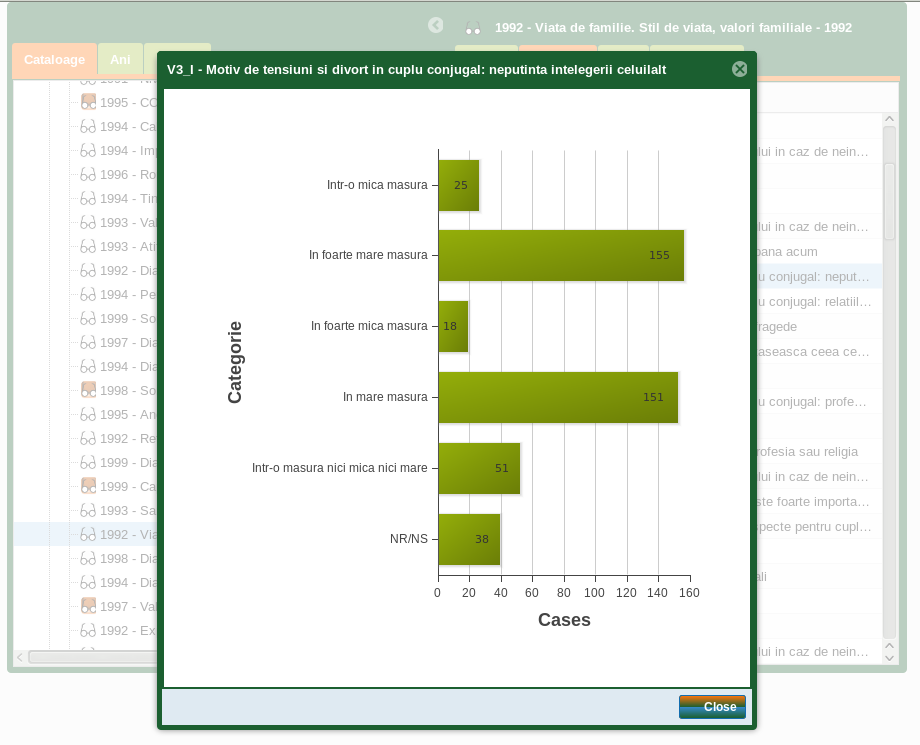 1992 - Viata de familie. Stil de viata, valori familiale - 1992
Cataloage
Ani
V3_I - Motiv de tensiuni si divort in cuplu conjugal: neputinta intelegerii celuilalt
1995 - CO
1994 - Ca
1994 - Imp
1996 - Ro
1994 - Tin
1993 - Val
1993 - Ati
1992 - Dia
1994 - Pe
1999 - So
1997 - Dia
1994 - Dia
1998 - So
1995 - An
1992 - Re
1999 - Dia
1999 - Ca
1993 - Sa
1992 - Via
1998 - Dia
1994 - Dia
1997 - Val
1992 - Ex
Categorie
Intr-o mica masura
25
In foarte mare masura
155
In foarte mica masura
18
In mare masura
151
Intr-o masura nici mica nici mare
51
NR/NS
38
0 20 40 60 80 100 120 140 160
Cases
lui in caz de nein...
lui in caz de nein...
pana acum
u conjugal: neput...
u conjugal: relatiil...
ragede
aseasca ceea ce...
u conjugal: profe...
rofesia sau religia
lui in caz de nein...
ste foarte importa...
specte pentru cupl...
ali
lui in caz de nein...
Close